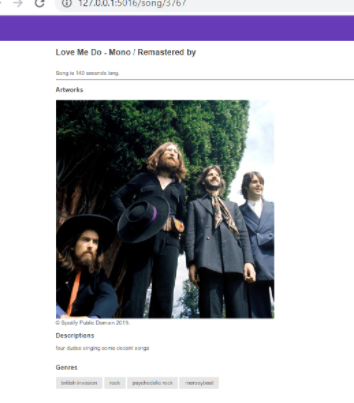 127.0.0.1:5016/song/3767
Love Me Do - Mono / Remastered by
Song is 140 seconds long.
Artworks
© Spotify Public Domain 2019.
Descriptions
four dudes singing some decent songs
Genres
british invasion rock psychedelic rock merseybeat